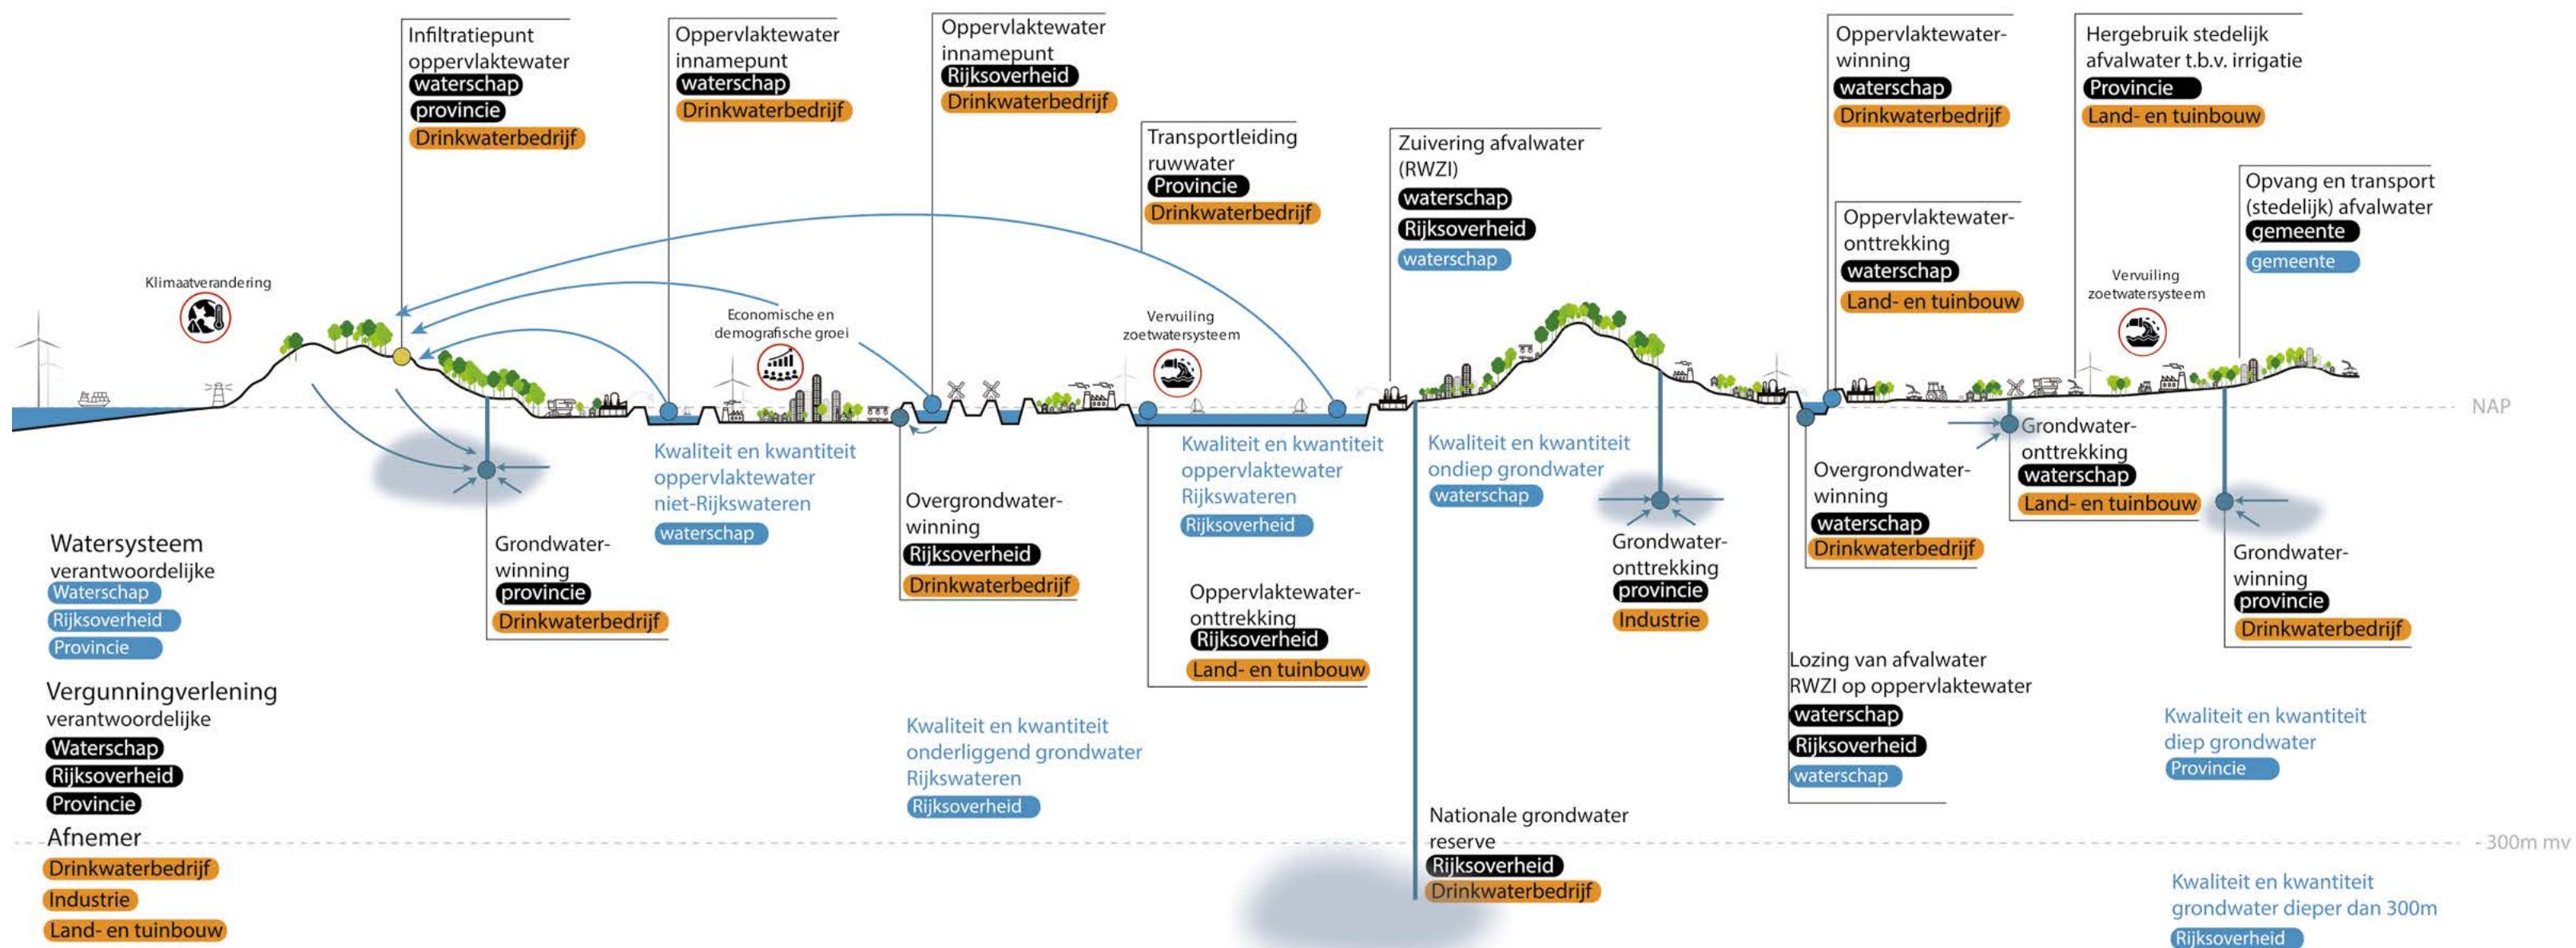 Infiltratiepunt
oppervlaktewater
waterschap
provincie
Drinkwaterbedrijf
Oppervlaktewater
innamepunt
waterschap
Drinkwaterbedrijf
Oppervlaktewater
innamepunt
Rijksoverheid
Drinkwaterbedrijf
Transportleiding
ruwwater
Provincie
Drinkwaterbedrijf
Zuivering afvalwater
(RWZI)
waterschap
Rijksoverheid
waterschap
Oppervlaktewater-
winning
waterschap
Drinkwaterbedrijf
Hergebruik stedelijk
afvalwater t.b.v. irrigatie
Provincie
Land- en tuinbouw
Oppervlaktewater-
onttrekking
waterschap
Land- en tuinbouw
Opvang en transport
(stedelijk) afvalwater
gemeente
gemeente
Klimaatverandering
Economische en
demografische groei
Vervuiling
zoetwatersysteem
Vervuiling
zoetwatersysteem
NAP
Kwaliteit en kwantiteit
oppervlaktewater
niet-Rijkswateren
waterschap
Kwaliteit en kwantiteit
oppervlaktewater
Rijkswateren
Rijksoverheid
Kwaliteit en kwantiteit
ondiep grondwater
waterschap
Grondwater-
winning
provincie
Drinkwaterbedrijf
Overgrondwater-
winning
Rijksoverheid
Drinkwaterbedrijf
Oppervlaktewater-
onttrekking
Rijksoverheid
Land- en tuinbouw
Grondwater-
onttrekking
provincie
Industrie
Overgrondwater-
winning
waterschap
Drinkwaterbedrijf
Grondwater-
onttrekking
waterschap
Land- en tuinbouw
Grondwater-
winning
provincie
Drinkwaterbedrijf
Lozing van afvalwater
RWZI op oppervlaktewater
waterschap
Rijksoverheid
waterschap
Kwaliteit en kwantiteit
onderliggend grondwater
Rijkswateren
Rijksoverheid
Kwaliteit en kwantiteit
diep grondwater
Provincie
Nationale grondwater
reserve
Rijksoverheid
Drinkwaterbedrijf
- 300m mv
Kwaliteit en kwantiteit
grondwater dieper dan 300m
Rijksoverheid
Watersysteem
verantwoordelijke
Waterschap
Rijksoverheid
Provincie
Vergunningverlening
verantwoordelijke
Waterschap
Rijksoverheid
Provincie
Afnemer
Drinkwaterbedrijf
Industrie
Land- en tuinbouw